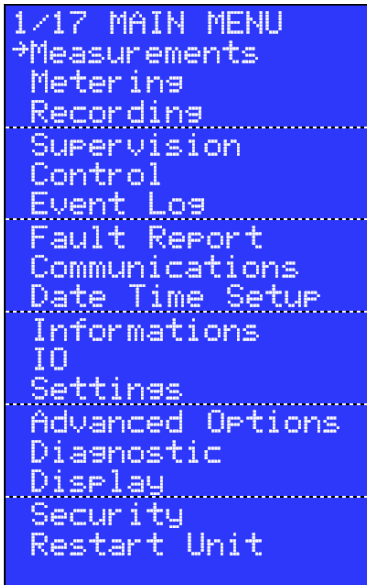 1/17 MAIN MENU
→Measurements
Metering
Recording
Supervision
Control
Event Log
Fault Report
Communications
Date Time Setup
Informations
IO
Settings
Advanced Options
Diagnostic
Display
Security
Restart Unit